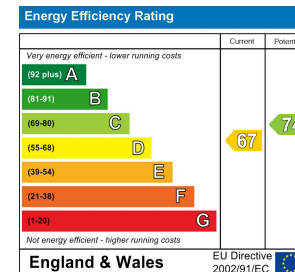 Energy Efficiency Rating
Current
Very energy efficient - lower running costs
(92 plus) A
(81-91) B
(69-80) C
(55-68) D
67
(39-54) E
(21-38) F
(1-20) G
Not energy efficient - higher running costs
England & Wales
EU Directive
2002/91/EC